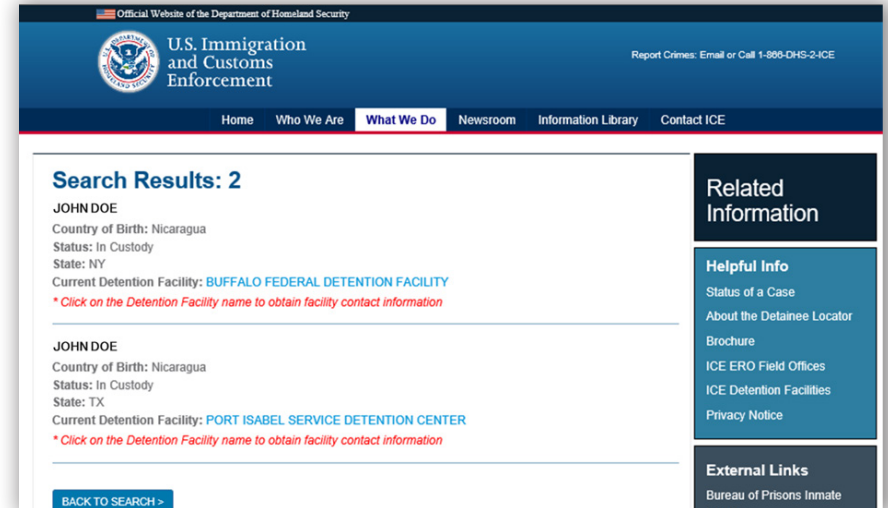 Official Website of the Department of Homeland Security
U.S. Immigration
and Customs
Enforcement
Report Crimes: Email or Call 1-866-DHS-2-ICE
Home Who We Are What We Do Newsroom Information Library Contact ICE
Search Results: 2
JOHN DOE
Country of Birth: Nicaragua
Status: In Custody
State: NY
Current Detention Facility: BUFFALO FEDERAL DETENTION FACILITY
* Click on the Detention Facility name to obtain facility contact information
JOHN DOE
Country of Birth: Nicaragua
Status: In Custody
State: TX
Current Detention Facility: PORT ISABEL SERVICE DETENTION CENTER
* Click on the Detention Facility name to obtain facility contact information
BACK TO SEARCH >
Related
Information
Helpful Info
Status of a Case
About the Detainee Locator
Brochure
ICE ERO Field Offices
ICE Detention Facilities
Privacy Notice
External Links
Bureau of Prisons Inmate